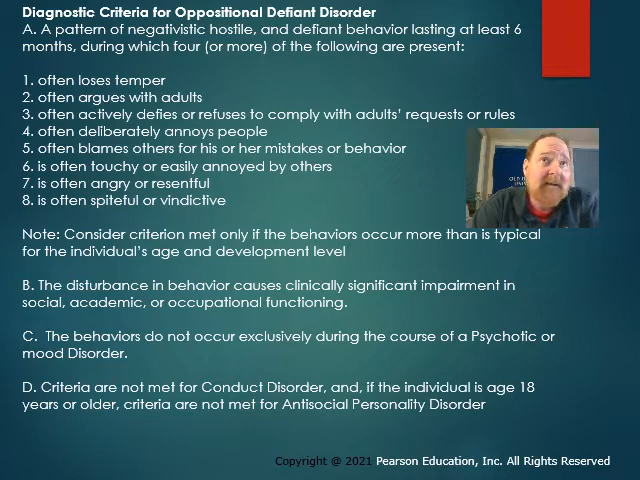 Diagnostic Criteria for Oppositional Defiant Disorder
A. A pattern of negativistic hostile, and defiant behavior lasting at least 6
months, during which four (or more) of the following are present:
1. often loses temper
2. often argues with adults
3. often actively defies or refuses to comply with adults' requests or rules
4. often deliberately annoys people
5. often blames others for his or her mistakes or behavior
6. is often touchy or easily annoyed by others
7. is often angry or resentful
8. is often spiteful or vindictive
OLD
UNI
Note: Consider criterion met only if the behaviors occur more than is typical
for the individual's age and development level
B. The disturbance in behavior causes clinically significant impairment in
social, academic, or occupational functioning.
C. The behaviors do not occur exclusively during the course of a Psychotic or
mood Disorder.
D. Criteria are not met for Conduct Disorder, and, if the individual is age 18
years or older, criteria are not met for Antisocial Personality Disorder
Copyright @ 2021 Pearson Education, Inc. All Rights Reserved